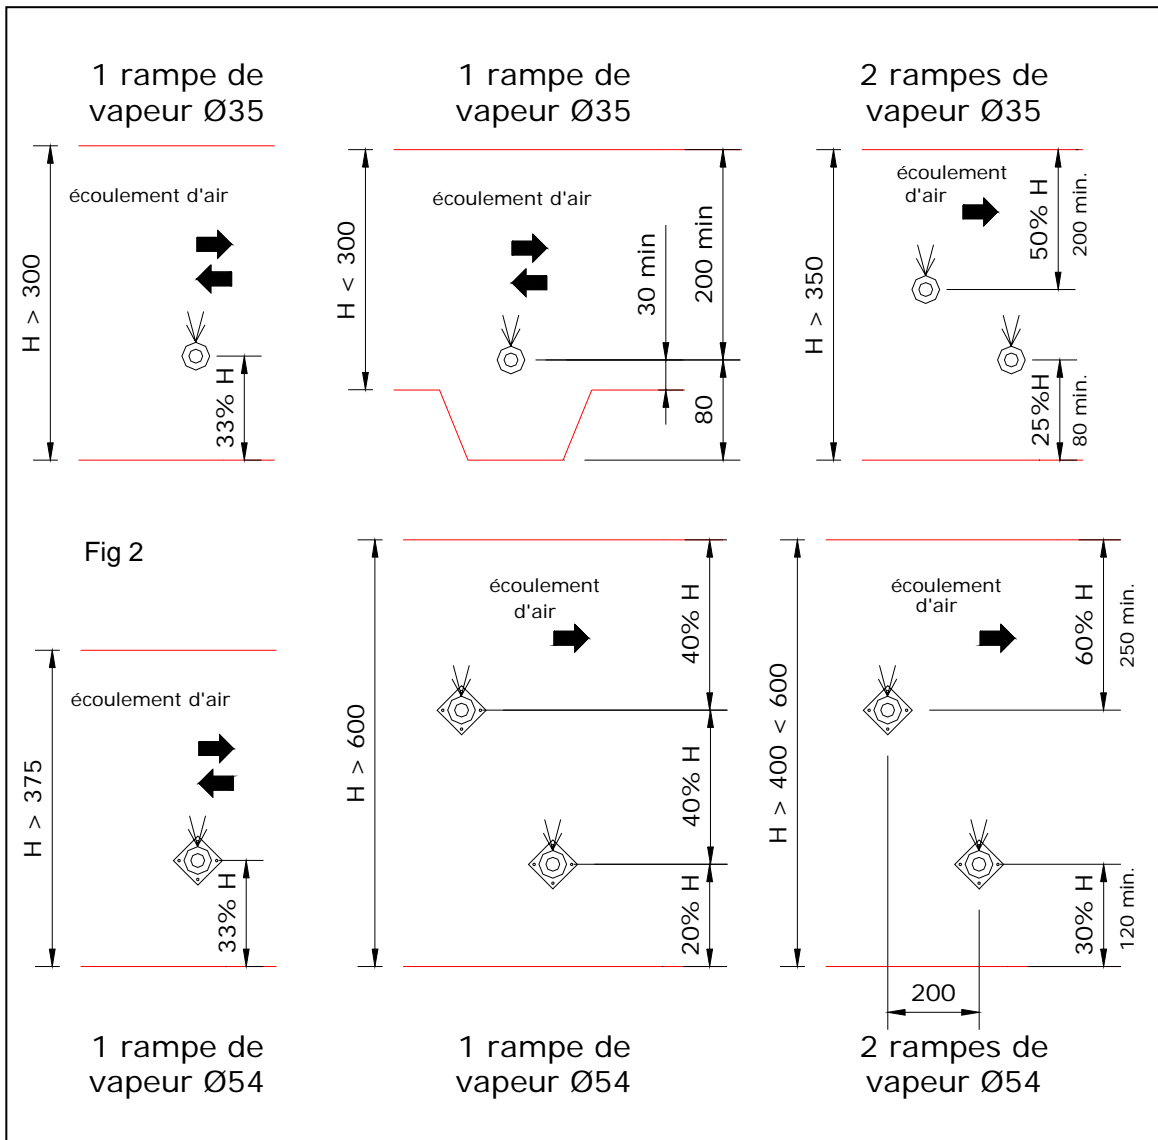 1 rampe de
vapeur Ø35
H > 300
écoulement d'air
33% H
1 rampe de
vapeur Ø35
H < 300
écoulement d'air
30 min
200 min
80
2 rampes de
vapeur Ø35
H > 350
écoulement
d'air
50% H
200 min.
25%H
80 min.
Fig 2
H > 375
écoulement d'air
33% H
1 rampe de
vapeur Ø54
H > 600
écoulement
d'air
40% H
40% H
20% H
1 rampe de
vapeur Ø54
H > 400 < 600
écoulement
d'air
60% H
250 min.
30% H
120 min.
200
2 rampes de
vapeur Ø54